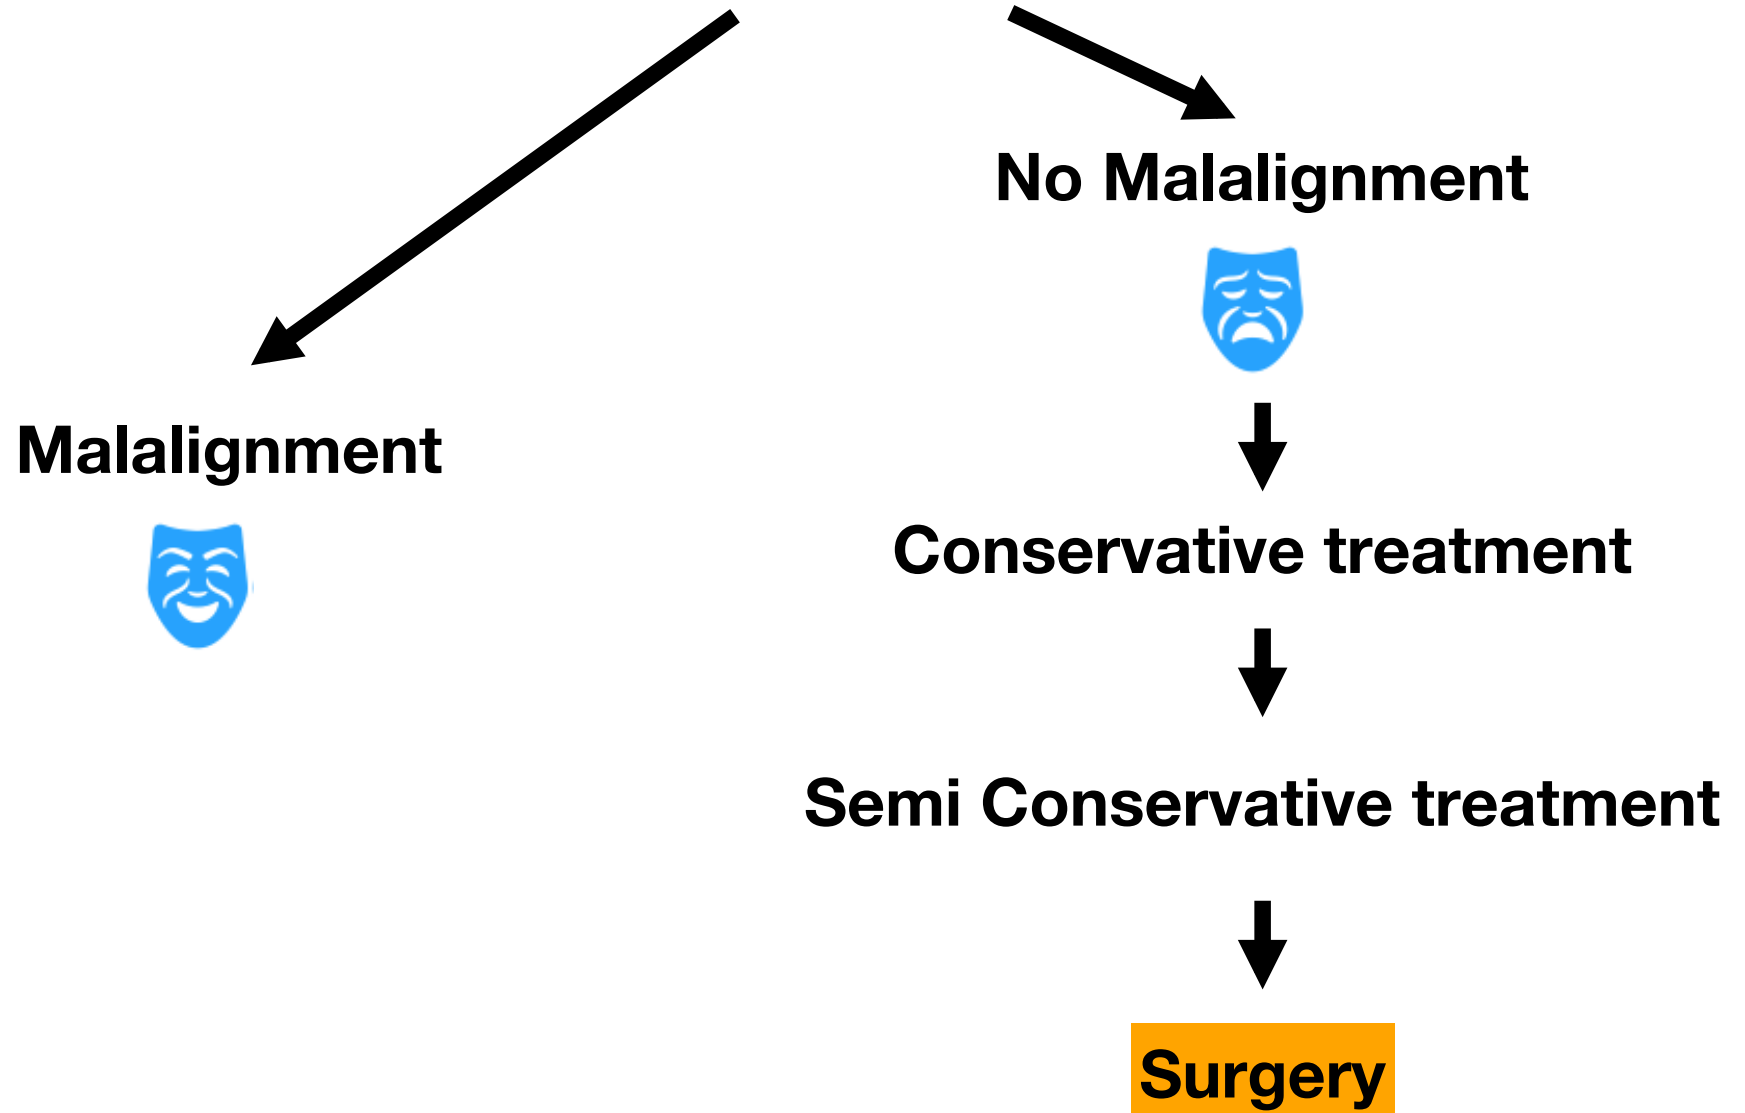 No Malalignment
Malalignment
Conservative treatment
Semi Conservative treatment
Surgery